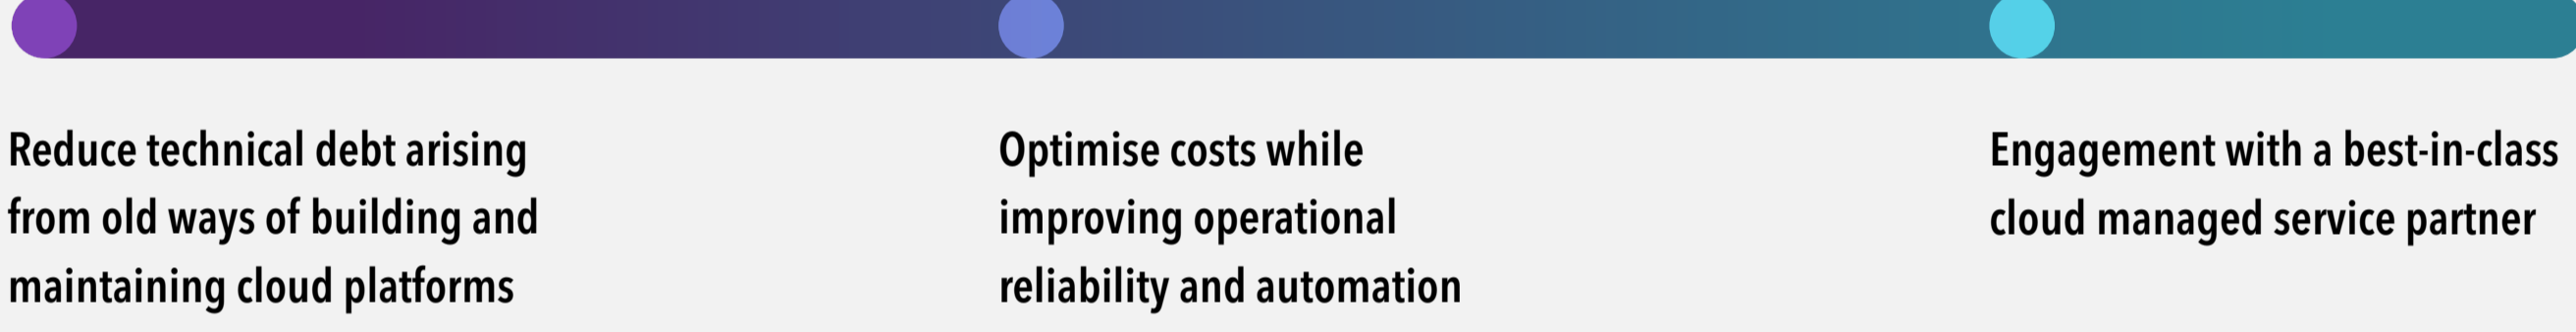 Reduce technical debt arising
from old ways of building and
maintaining cloud platforms
Optimise costs while
improving operational
reliability and automation
Engagement with a best-in-class
cloud managed service partner